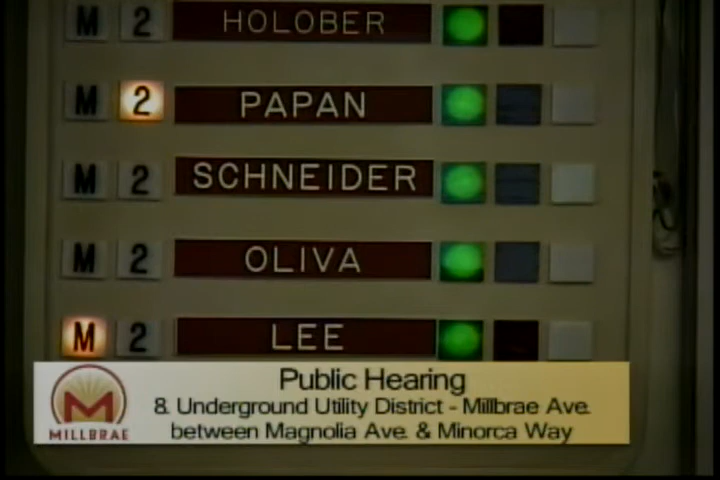 M 2 HOLOBER
M 2 PAPAN
M 2 SCHNEIDER
M 2 OLIVA
M 2 LEE
M
MILLBRAE
Public Hearing
8. Underground Utility District - Millbrae Ave.
between Magnolia Ave. & Minorca Way